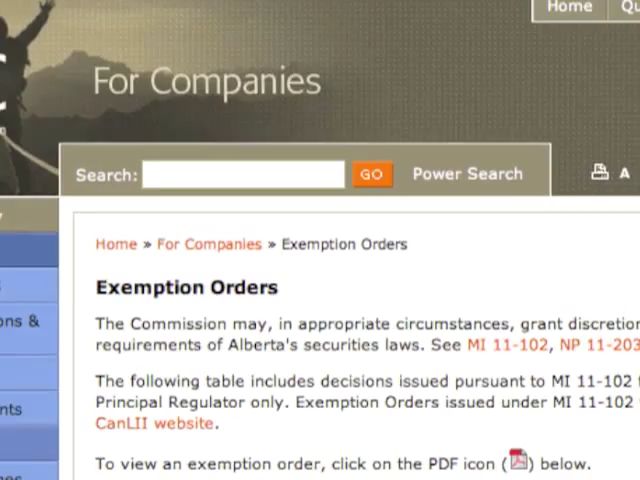 Home
For Companies
Search: GO Power Search A
Home » For Companies » Exemption Orders
ons &
nts
Exemption Orders
The Commission may, in appropriate circumstances, grant discretion
requirements of Alberta's securities laws. See MI 11-102, NP 11-203
The following table includes decisions issued pursuant to MI 11-102
Principal Regulator only. Exemption Orders issued under MI 11-102
CanLII website.
To view an exemption order, click on the PDF icon ( ) below.